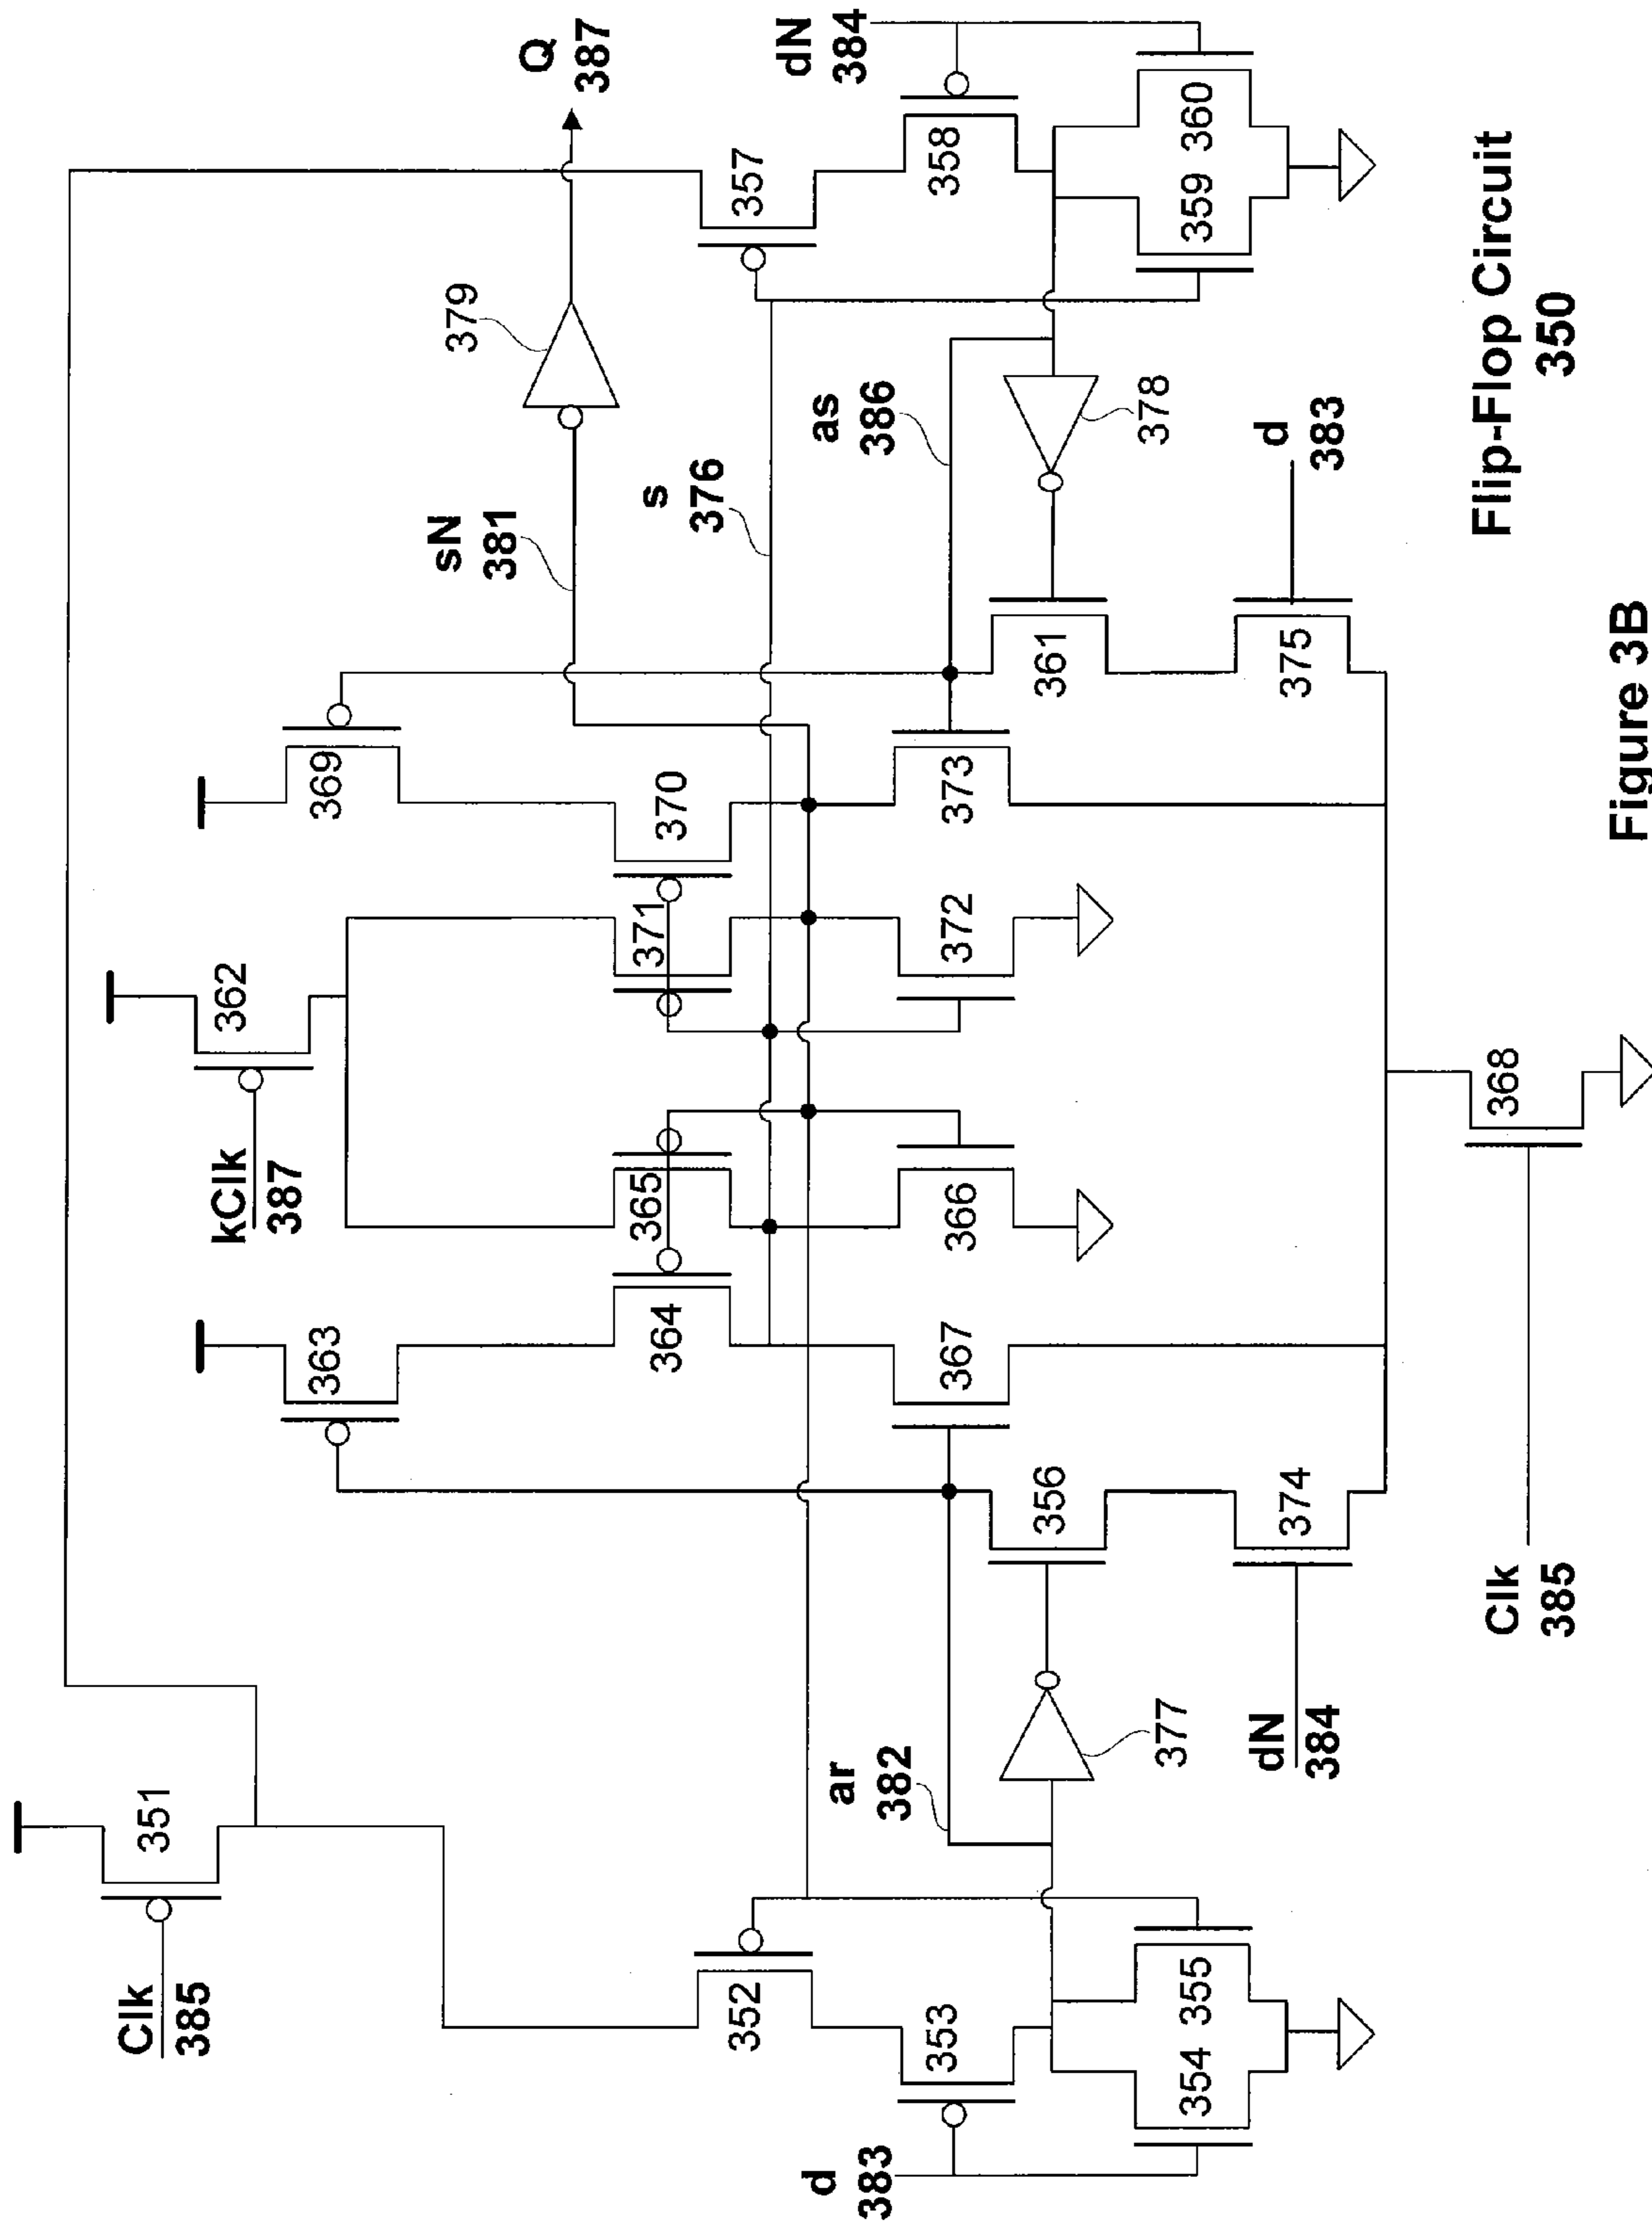 Clk
385
351
352
d
383
353
354
355
ar
382
377
dN
384
356
374
363
364
367
365
366
kClk
387
362
371
372
370
369
373
361
375
368
Clk
385
sN
381
s
376
as
386
378
d
383
379
Q
387
357
dN
384
358
359
360
Flip-Flop Circuit
350
Figure 3B